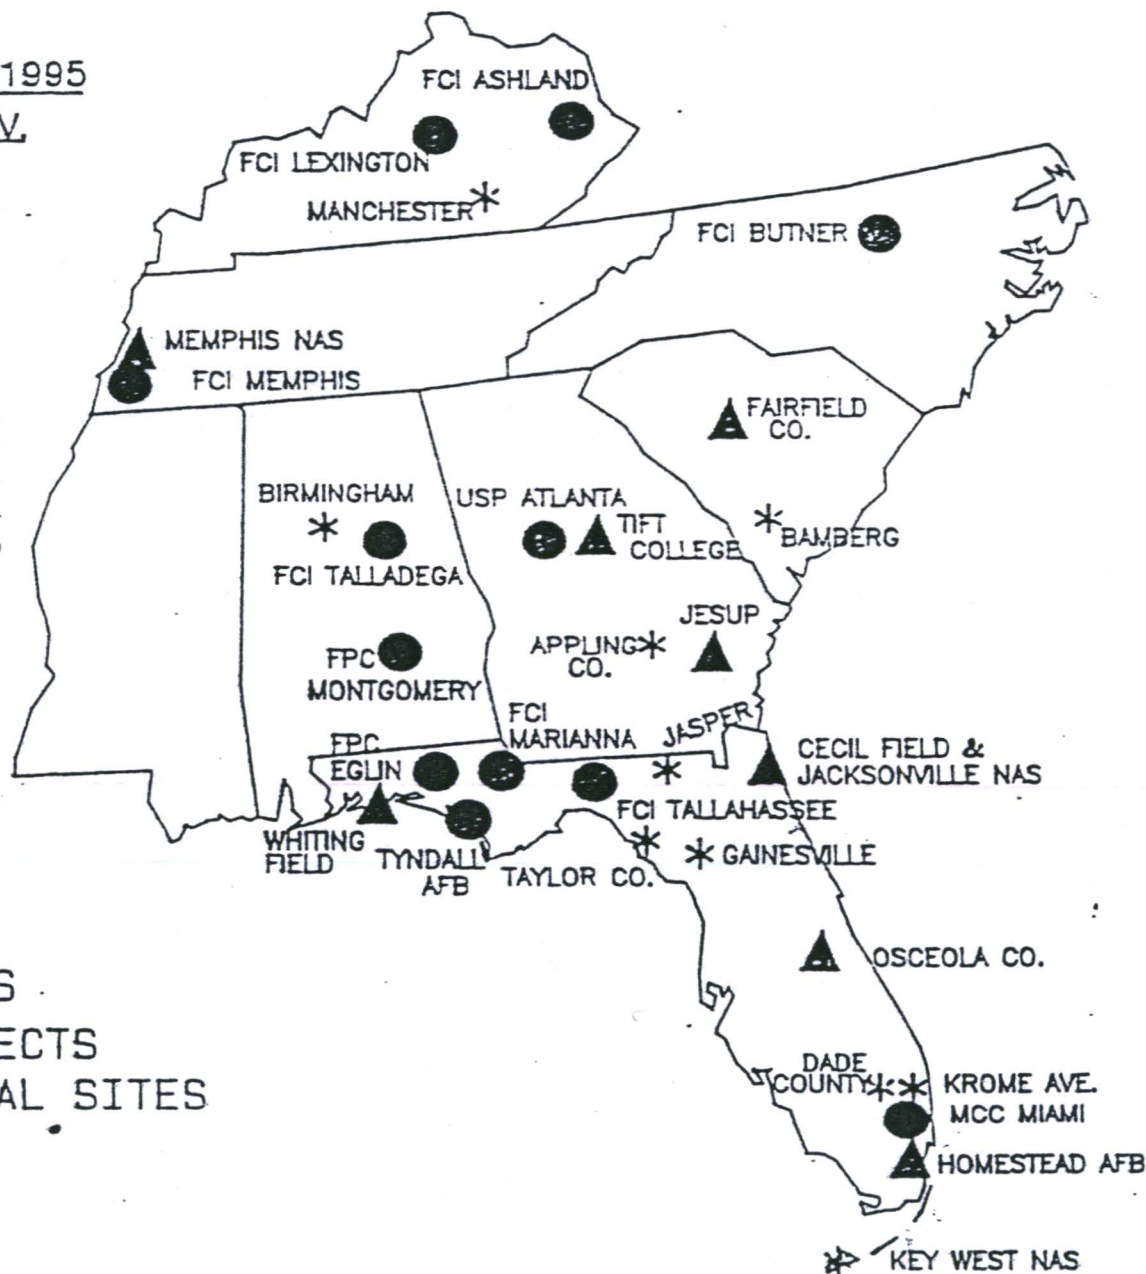 1995
V.
FCI ASHLAND
FCI LEXINGTON
MANCHESTER
FCI BUTNER
MEMPHIS NAS
FCI MEMPHIS
FAIRFIELD
CO.
BIRMINGHAM
USP ATLANTA
TIFT
COLLEGE
BAMBERG
FCI TALLADEGA
JESUP
APPLING
CO.
FPC
MONTGOMERY
FCI
MARIANNA
JASPER
FPC
EGLIN
CECIL FIELD &
JACKSONVILLE NAS
FCI TALLAHASSEE
WHITING
FIELD
TYNDALL
AFB
TAYLOR CO.
GAINESVILLE
OSCEOLA CO.
S
ECTS
AL SITES
DADE
COUNTY
KROME AVE.
MCC MIAMI
HOMESTEAD AFB
KEY WEST NAS